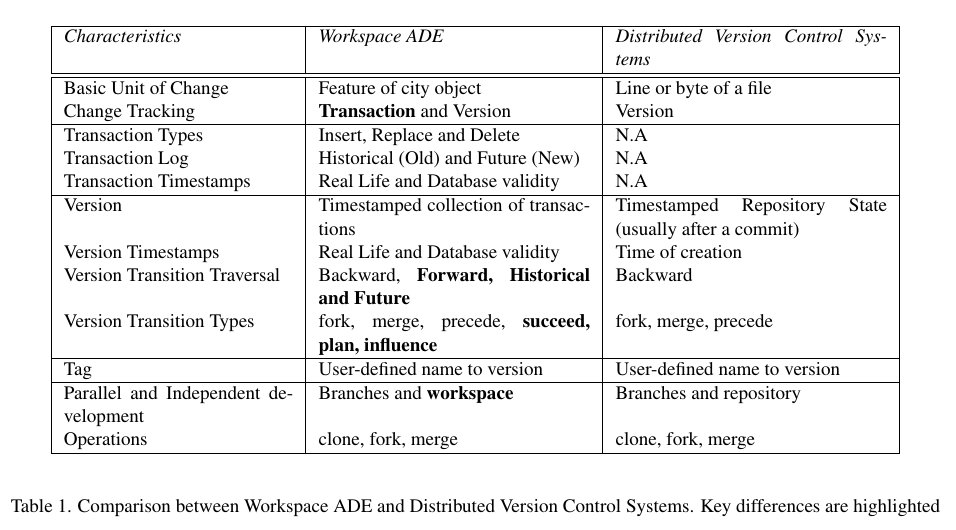 Characteristics Workspace ADE Distributed Version Control Sys-
tems
Basic Unit of Change Feature of city object Line or byte of a file
Change Tracking Transaction and Version Version
Transaction Types Insert, Replace and Delete N.A
Transaction Log Historical (Old) and Future (New) N.A
Transaction Timestamps Real Life and Database validity N.A
Version Timestamped collection of transac- Timestamped Repository State
tions (usually after a commit)
Version Timestamps Real Life and Database validity Time of creation
Version Transition Traversal Backward, Forward, Historical Backward
and Future
Version Transition Types fork, merge, precede, succeed, fork, merge, precede
plan, influence
Tag User-defined name to version User-defined name to version
Parallel and Independent de- Branches and workspace Branches and repository
velopment
Operations clone, fork, merge clone, fork, merge
Table 1. Comparison between Workspace ADE and Distributed Version Control Systems. Key differences are highlighted